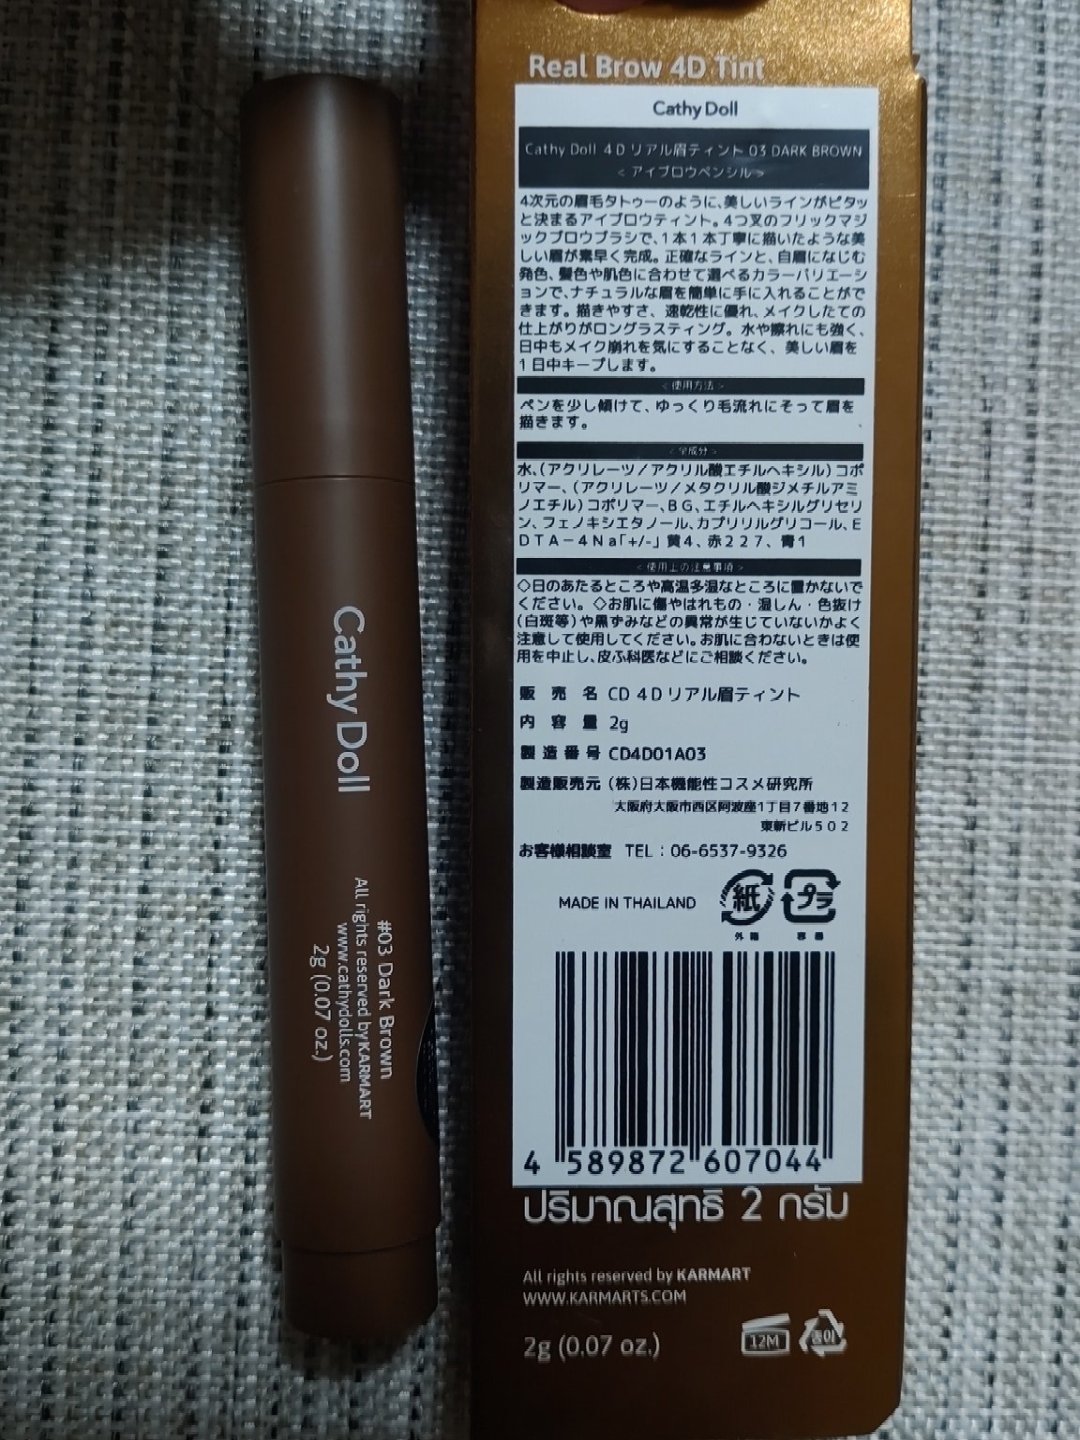 Cathy Doll
#03 Dark Brown
All rights reserved by KARMART
www.cathydolls.com
2g (0.07 oz.)
Real Brow 4D Tint
Cathy Doll
Cathy Doll ４Ｄ リアル眉ティント 03 DARK BROWN
＜ アイブロウペンシル ＞
4次元の眉毛タトゥーのように、美しいラインがピタッ
と決まるアイブロウティント。4つ叉のフリックマジ
ックブロウブラシで、1本1本丁寧に描いたような美
しい眉が素早く完成。正確なラインと、自眉になじむ
発色、髪色や肌色に合わせて選べるカラーバリエーシ
ョンで、ナチュラルな眉を簡単に手に入れることがで
きます。描きやすさ、速乾性に優れ、メイクしたての
仕上がりがロングラスティング。水や擦れにも強く、
日中もメイク崩れを気にすることなく、美しい眉を
1日中キープします。
＜ 使用方法 ＞
ペンを少し傾けて、ゆっくり毛流れにそって眉を
描きます。
＜ 全成分 ＞
水、(アクリレーツ／アクリル酸エチルヘキシル)コポ
リマー、(アクリレーツ／メタクリル酸ジメチルアミ
ノエチル)コポリマー、ＢＧ、エチルヘキシルグリセリ
ン、フェノキシエタノール、カプリリルグリコール、Ｅ
ＤＴＡ－４Ｎａ「+/-」黄４、赤２２７、青１
＜ 使用上の注意事項 ＞
◇日のあたるところや高温多湿なところに置かないで
ください。◇お肌に傷やはれもの・湿しん・色抜け
(白斑等)や黒ずみなどの異常が生じていないかよく
注意して使用してください。お肌に合わないときは使
用を中止し、皮ふ科医などにご相談ください。
販売名 CD ４Ｄ リアル眉ティント
内容量 2g
製造番号 CD4D01A03
製造販売元 (株)日本機能性コスメ研究所
大阪府大阪市西区阿波座１丁目７番地１２
東新ビル５０２
お客様相談室 TEL：06-6537-9326
MADE IN THAILAND
紙 プラ
外箱 容器
4 589872 607044
ปริมาณสุทธิ 2 กรัม
All rights reserved by KARMART
WWW.KARMARTS.COM
2g (0.07 oz.)
12M 종이